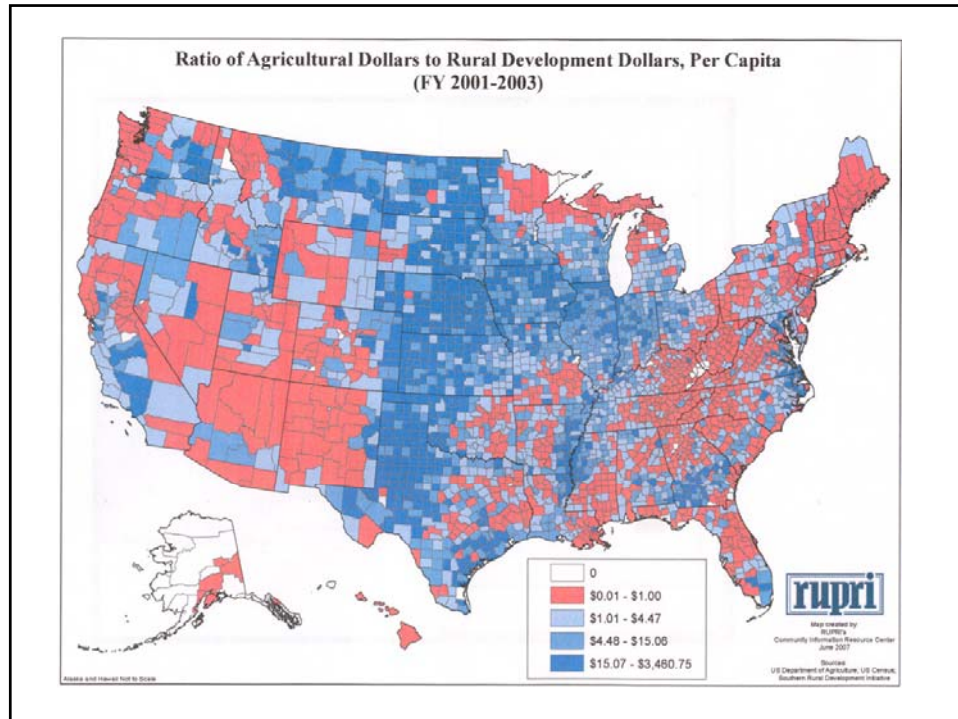 Ratio of Agricultural Dollars to Rural Development Dollars, Per Capita
(FY 2001-2003)
0
$0.01 - $1.00
$1.01 - $4.47
$4.48 - $15.06
$15.07 - $3,460.75
rupri
Map created by
RUPRI's
Community Information Resource Center
June 2007
Sources
US Department of Agriculture; US Census;
Southern Rural Development Initiative
Alaska and Hawaii Not to Scale